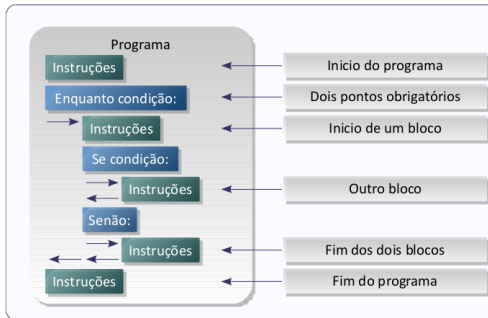 Programa
Instruções
Inicio do programa
Enquanto condição:
Dois pontos obrigatórios
Instruções
Inicio de um bloco
Se condição:
Instruções
Outro bloco
Senão:
Instruções
Fim dos dois blocos
Instruções
Fim do programa